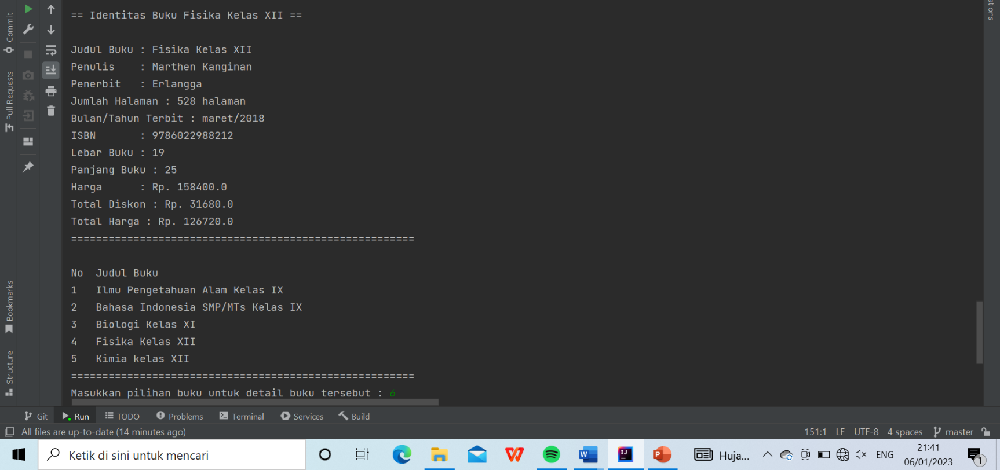 == Identitas Buku Fisika Kelas XII ==
Judul Buku : Fisika Kelas XII
Penulis    : Marthen Kanginan
Penerbit   : Erlangga
Jumlah Halaman : 528 halaman
Bulan/Tahun Terbit : maret/2018
ISBN       : 9786022988212
Lebar Buku : 19
Panjang Buku : 25
Harga      : Rp. 158400.0
Total Diskon : Rp. 31680.0
Total Harga : Rp. 126720.0
=======================================================
No  Judul Buku
1   Ilmu Pengetahuan Alam Kelas IX
2   Bahasa Indonesia SMP/MTs Kelas IX
3   Biologi Kelas XI
4   Fisika Kelas XII
5   Kimia kelas XII
=======================================================
Masukkan pilihan buku untuk detail buku tersebut : 6
Commit
Pull Requests
Bookmarks
Structure
Git Run TODO Problems Terminal Services Build
All files are up-to-date (14 minutes ago) 151:1 LF UTF-8 4 spaces master
Ketik di sini untuk mencari Huja... ENG 21:41
06/01/2023 1